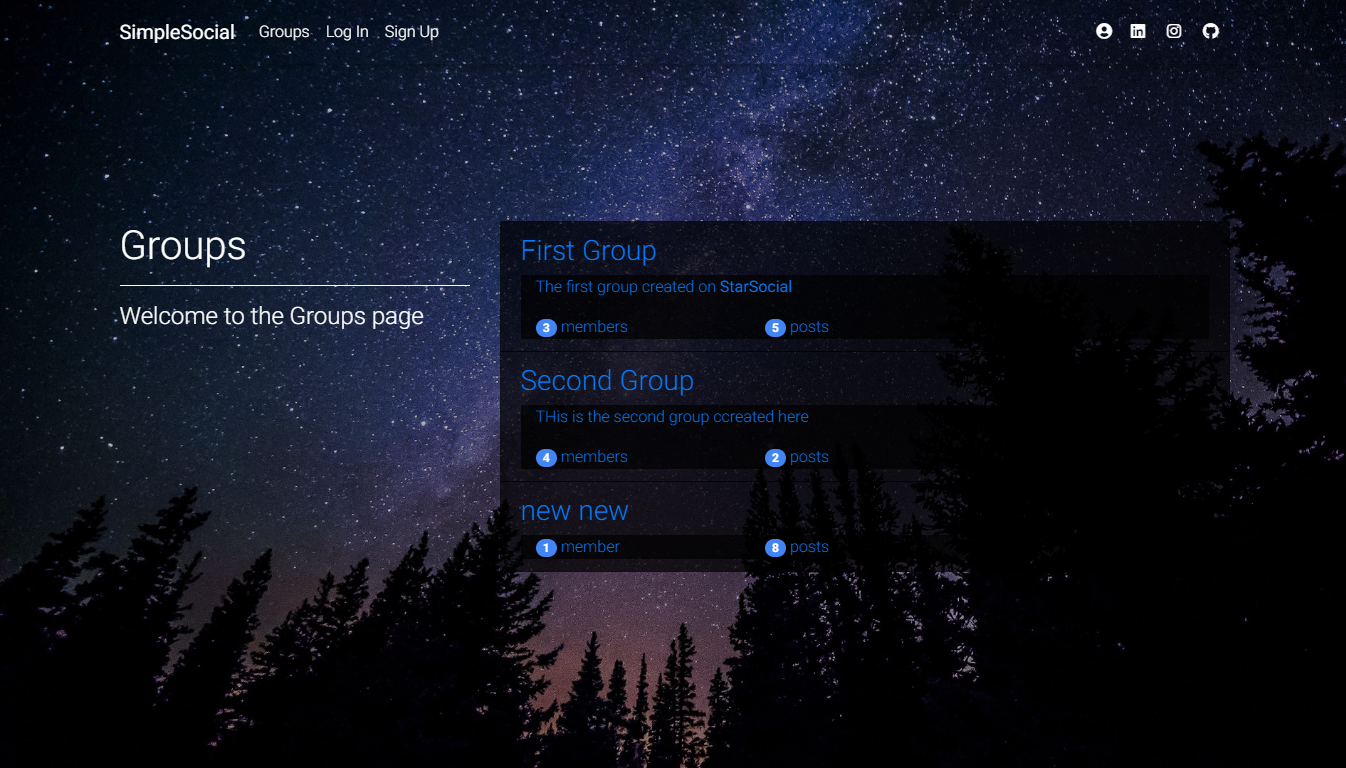 SimpleSocial Groups Log In Sign Up
Groups
Welcome to the Groups page
First Group
The first group created on StarSocial
3 members 5 posts
Second Group
THis is the second group ccreated here
4 members 2 posts
new new
1 member 8 posts